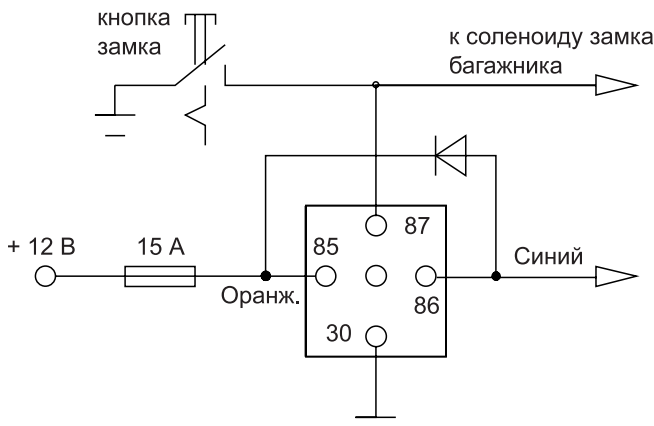 кнопка
замка
к соленоиду замка
багажника
87
+ 12 В
15 А
85
Синий
Оранж.
86
30